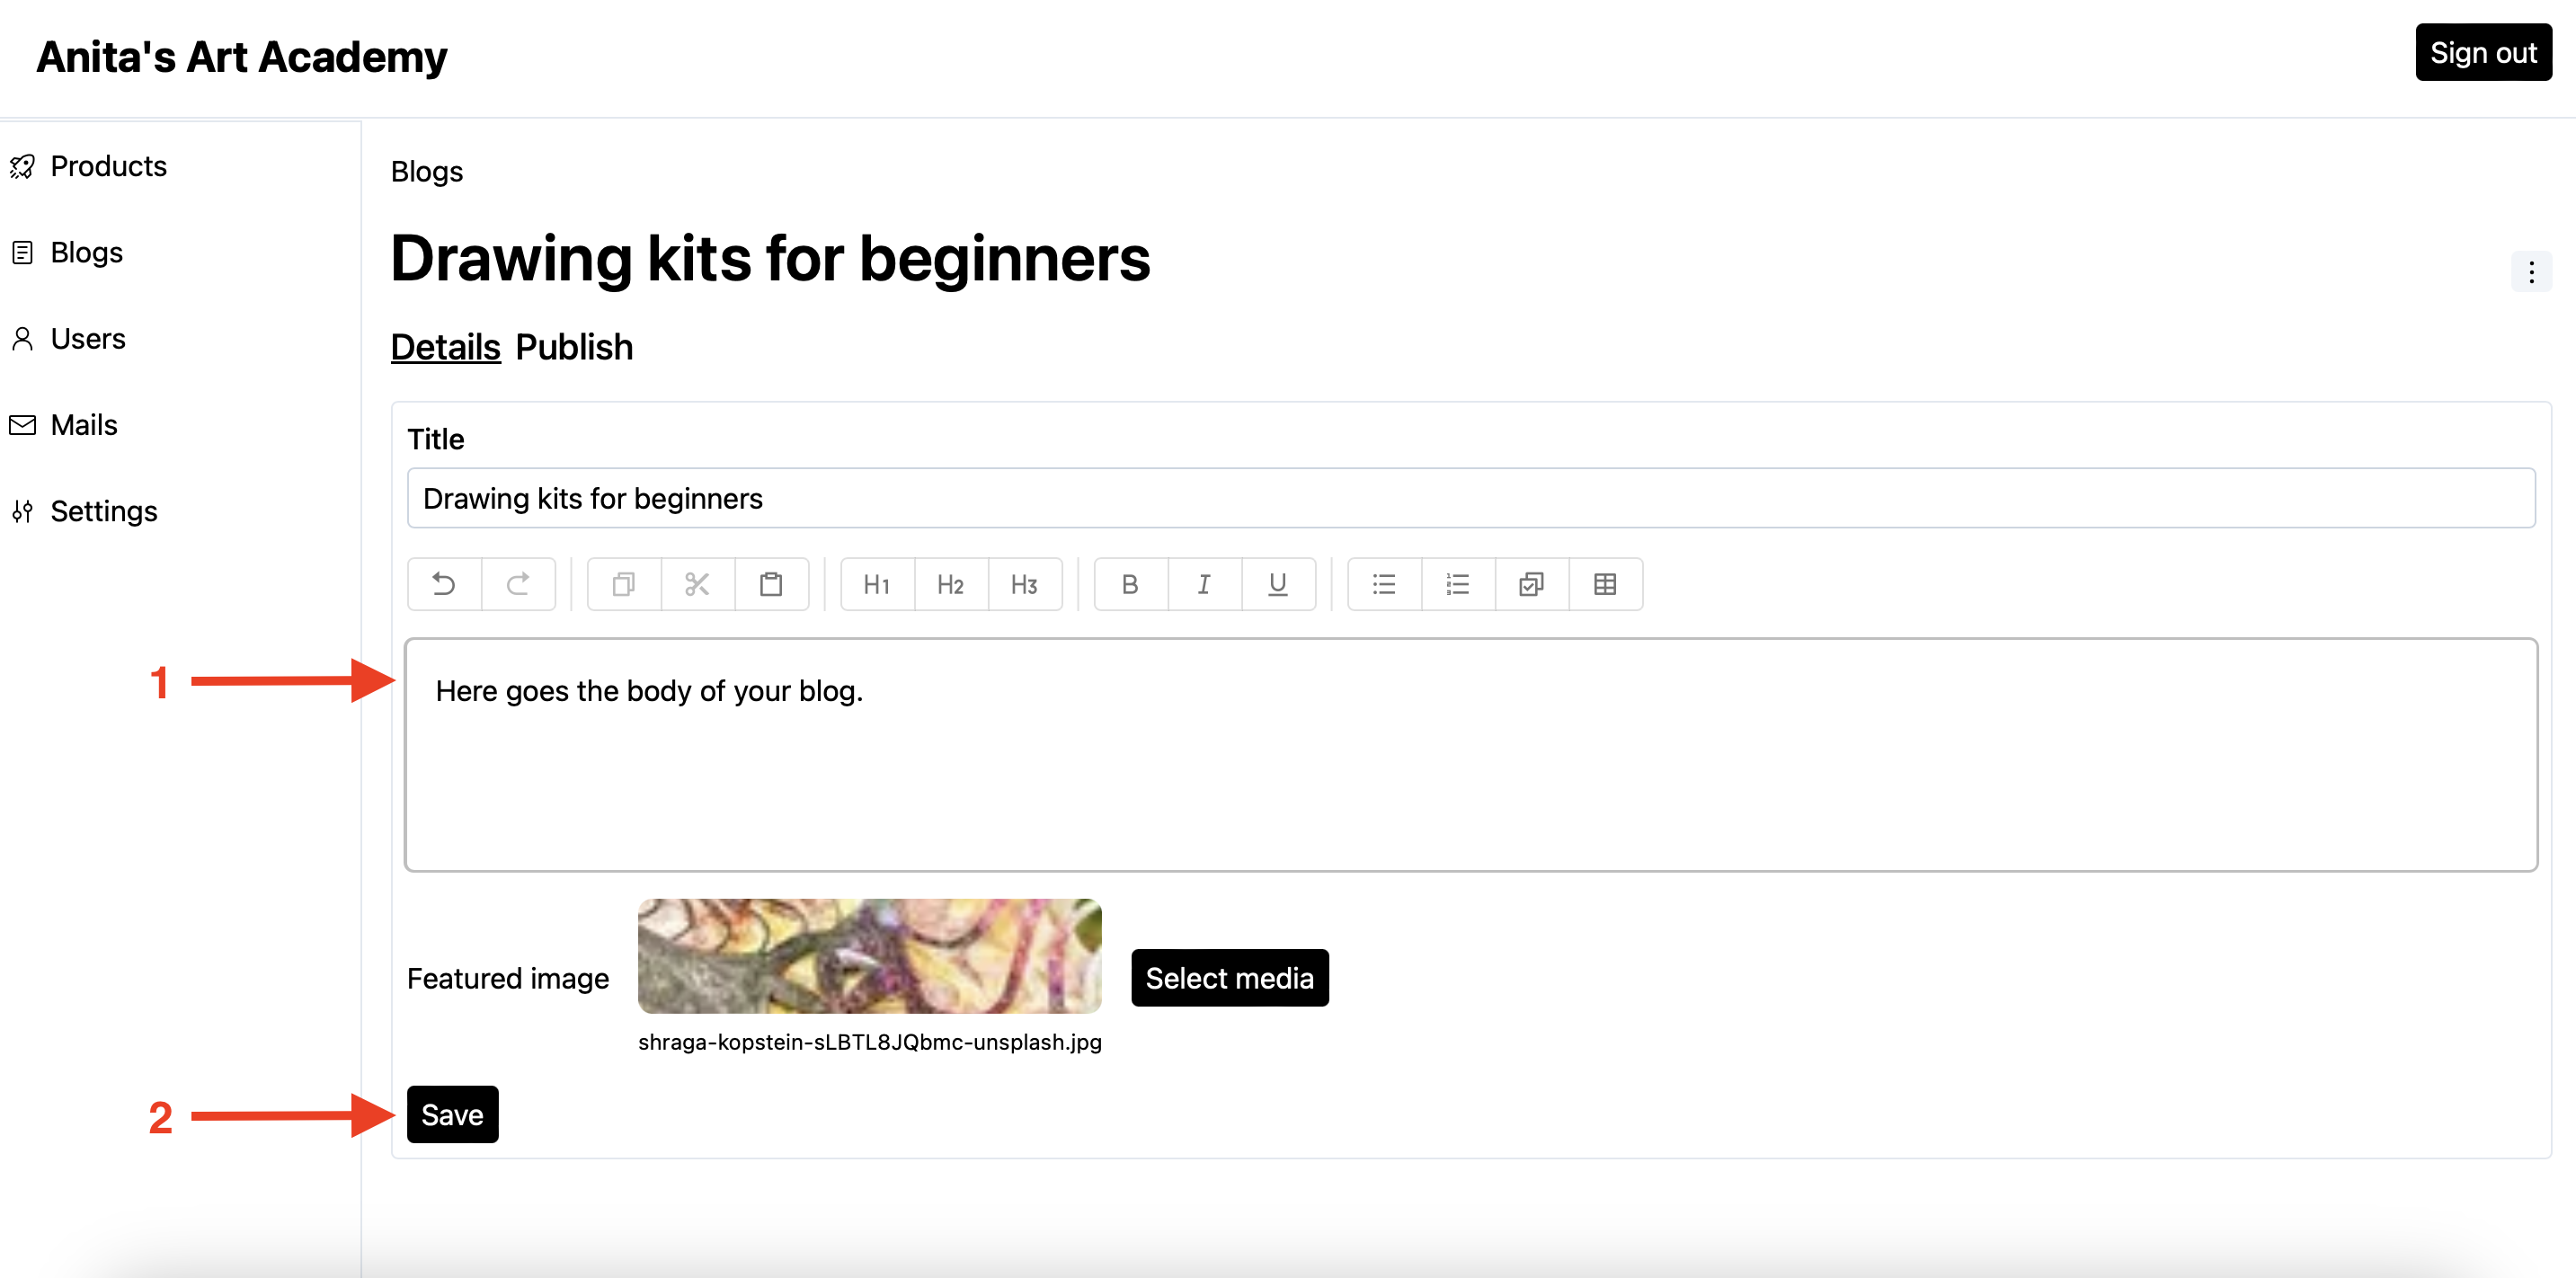 Anita's Art Academy
Sign out
Products
Blogs
Users
Mails
Settings
Blogs
Drawing kits for beginners
Details Publish
Title
Drawing kits for beginners
H1 H2 H3 B I U
1
Here goes the body of your blog.
Featured image
Select media
shraga-kopstein-sLBTL8JQbmc-unsplash.jpg
2
Save